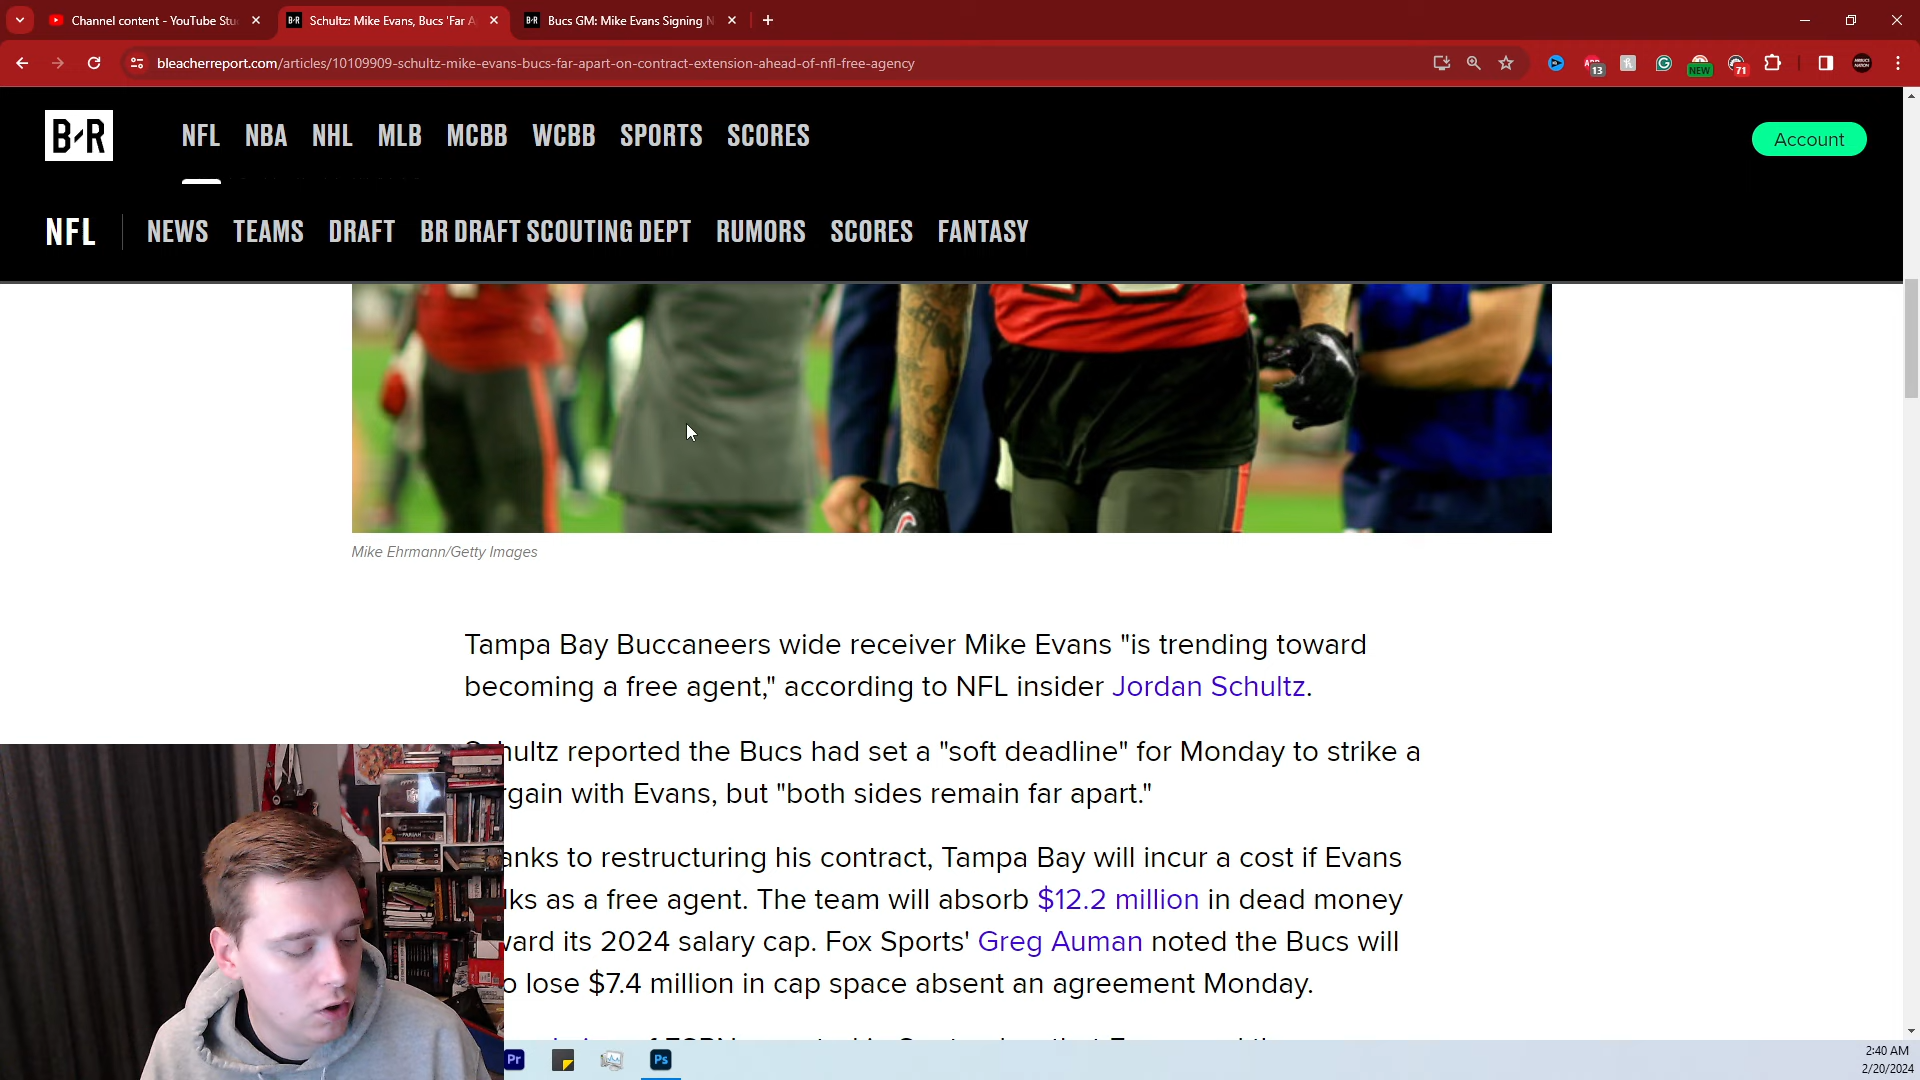 Channel content - YouTube Stu
Schultz: Mike Evans, Bucs 'Far A
Bucs GM: Mike Evans Signing N
bleacherreport.com/articles/10109909-schultz-mike-evans-bucs-far-apart-on-contract-extension-ahead-of-nfl-free-agency
13
NEW
71
B/R
NFL NBA NHL MLB MCBB WCBB SPORTS SCORES
Account
NFL NEWS TEAMS DRAFT BR DRAFT SCOUTING DEPT RUMORS SCORES FANTASY
Mike Ehrmann/Getty Images
Tampa Bay Buccaneers wide receiver Mike Evans "is trending toward
becoming a free agent," according to NFL insider Jordan Schultz.
Schultz reported the Bucs had set a "soft deadline" for Monday to strike a
rgain with Evans, but "both sides remain far apart."
anks to restructuring his contract, Tampa Bay will incur a cost if Evans
lks as a free agent. The team will absorb $12.2 million in dead money
ward its 2024 salary cap. Fox Sports' Greg Auman noted the Bucs will
o lose $7.4 million in cap space absent an agreement Monday.
Pr
Ps
2:40 AM
2/20/2024